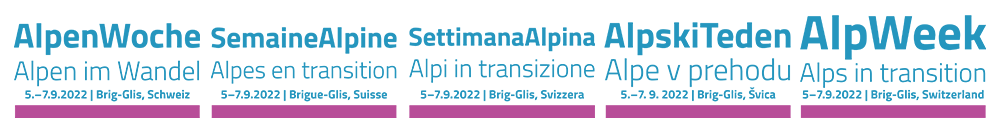 AlpenWoche
Alpen im Wandel
5.–7.9.2022 | Brig-Glis, Schweiz
SemaineAlpine
Alpes en transition
5–7.9.2022 | Brigue-Glis, Suisse
SettimanaAlpina
Alpi in transizione
5–7.9.2022 | Brig-Glis, Svizzera
AlpskiTeden
Alpe v prehodu
5.–7. 9. 2022 | Brig-Glis, Švica
AlpWeek
Alps in transition
5–7.9.2022 | Brig-Glis, Switzerland